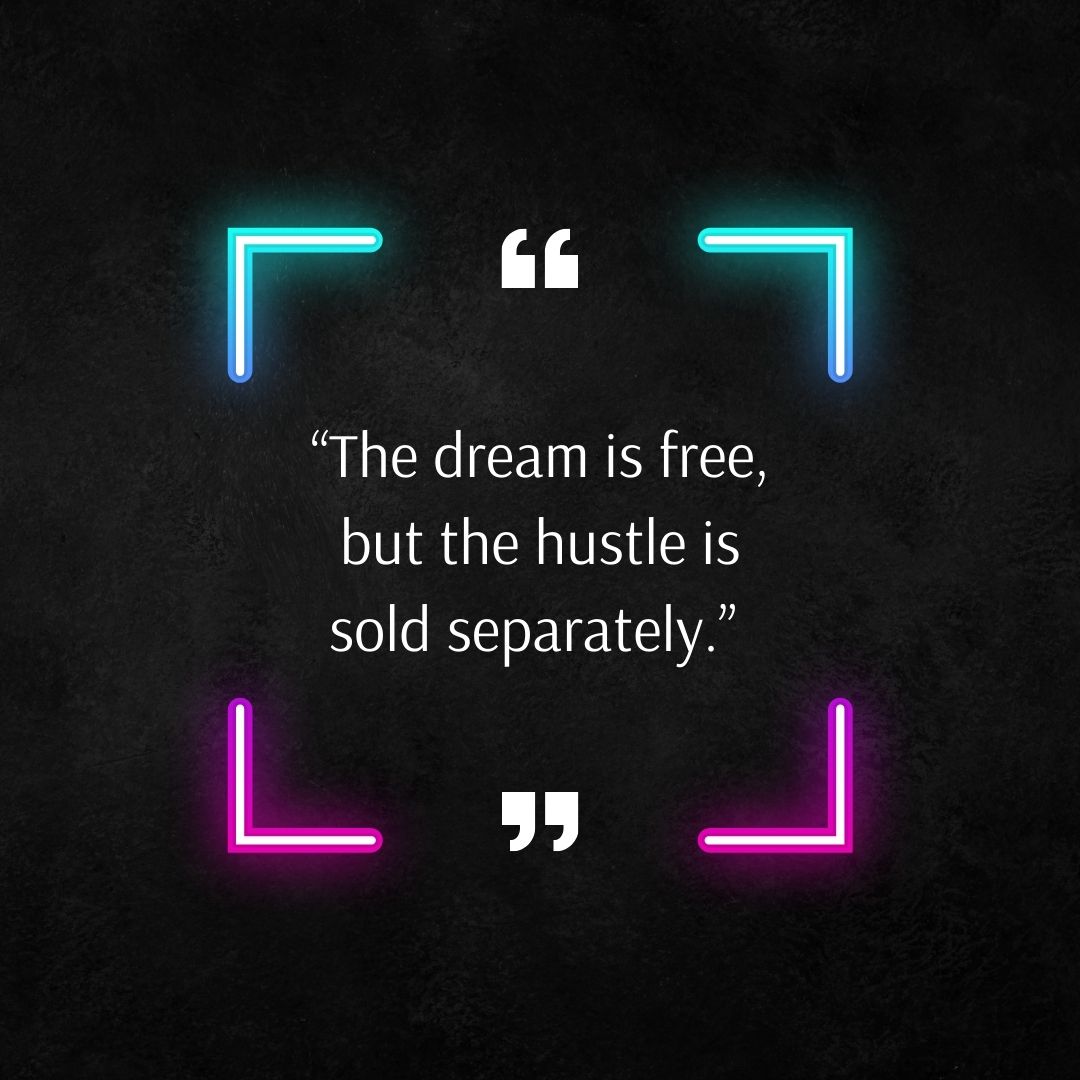 “
“The dream is free,
but the hustle is
sold separately.”
”